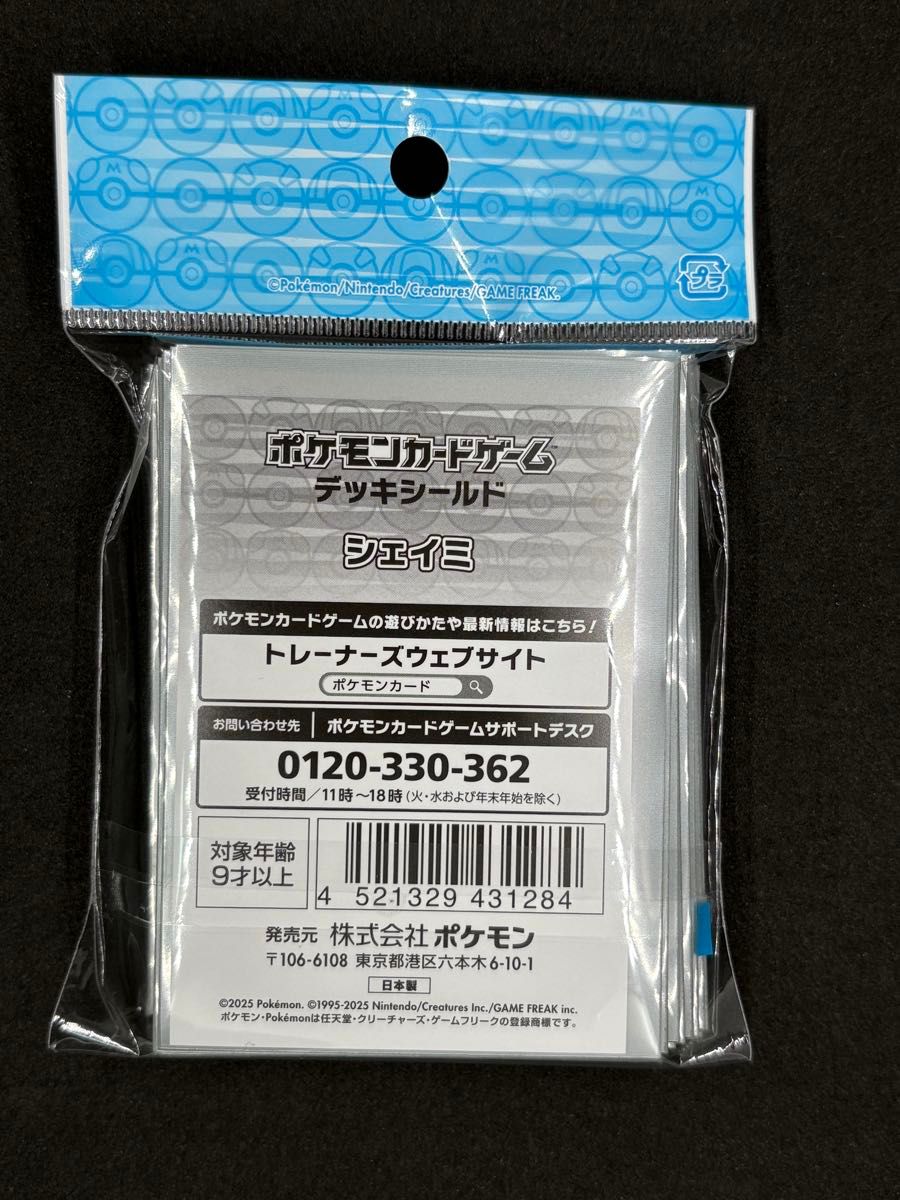 ©Pokémon/Nintendo/Creatures/GAME FREAK.
プラ
ポケモンカードゲーム™
デッキシールド
シェイミ
ポケモンカードゲームの遊びかたや最新情報はこちら!
トレーナーズウェブサイト
ポケモンカード
お問い合わせ先 | ポケモンカードゲームサポートデスク
0120-330-362
受付時間/11時~18時(火・水および年末年始を除く)
対象年齢
9才以上
4 521329 431284
発売元 株式会社ポケモン
〒106-6108 東京都港区六本木6-10-1
日本製
©2025 Pokémon. ©1995-2025 Nintendo/Creatures Inc./GAME FREAK inc.
ポケモン・Pokémonは任天堂・クリーチャーズ・ゲームフリークの登録商標です。